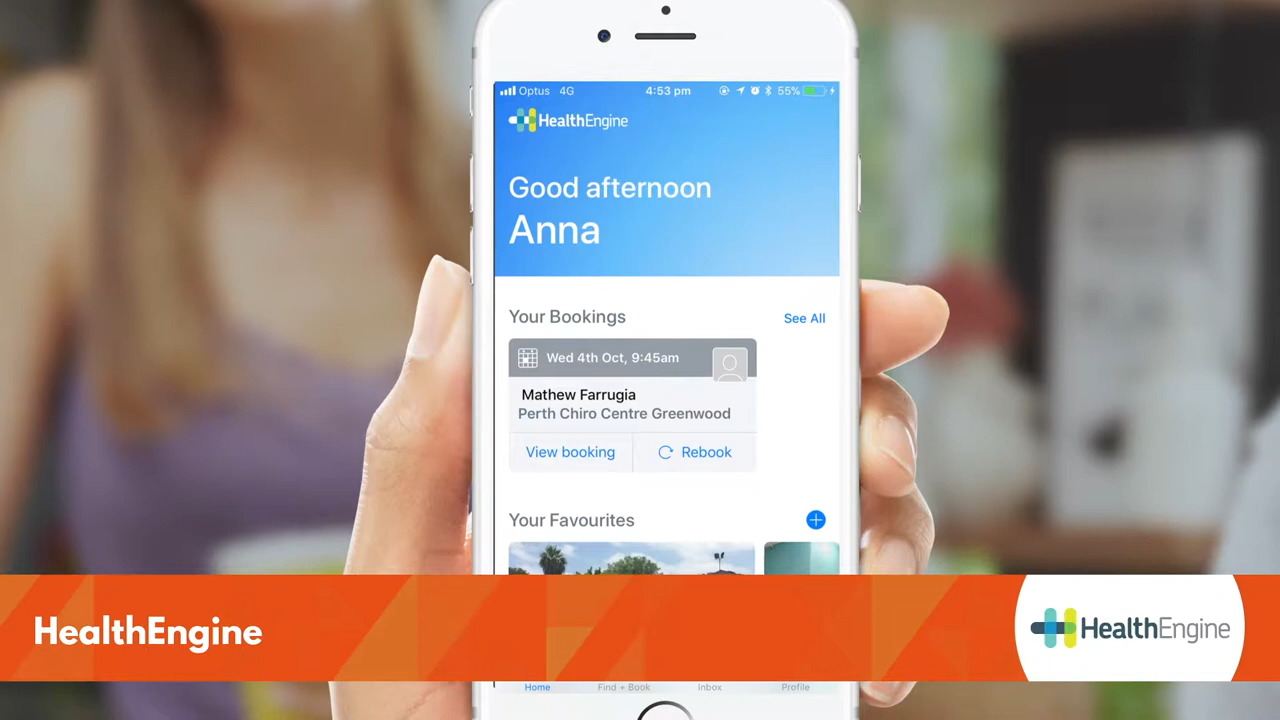 Optus 4G 4:53 pm 55%
HealthEngine
Good afternoon
Anna
Your Bookings See All
Wed 4th Oct, 9:45am
Mathew Farrugia
Perth Chiro Centre Greenwood
View booking Rebook
Your Favourites
HealthEngine
HealthEngine
Home Find + Book Inbox Profile